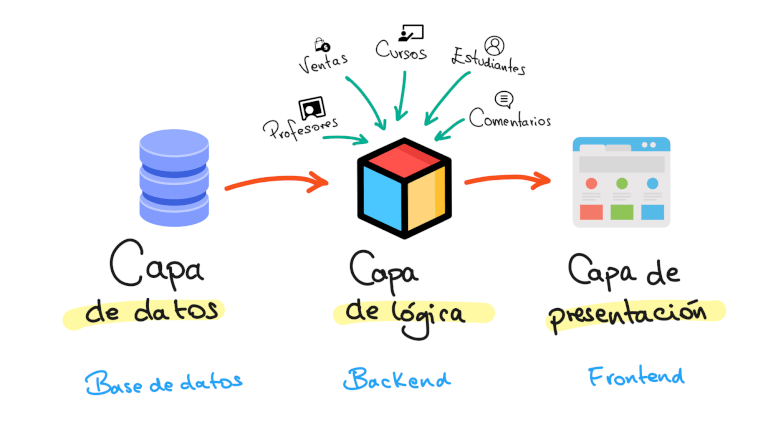 Ventas
Cursos
Estudiantes
Profesores
Comentarios
Capa
de datos
Capa
de lógica
Capa de
presentación
Base de datos
Backend
Frontend